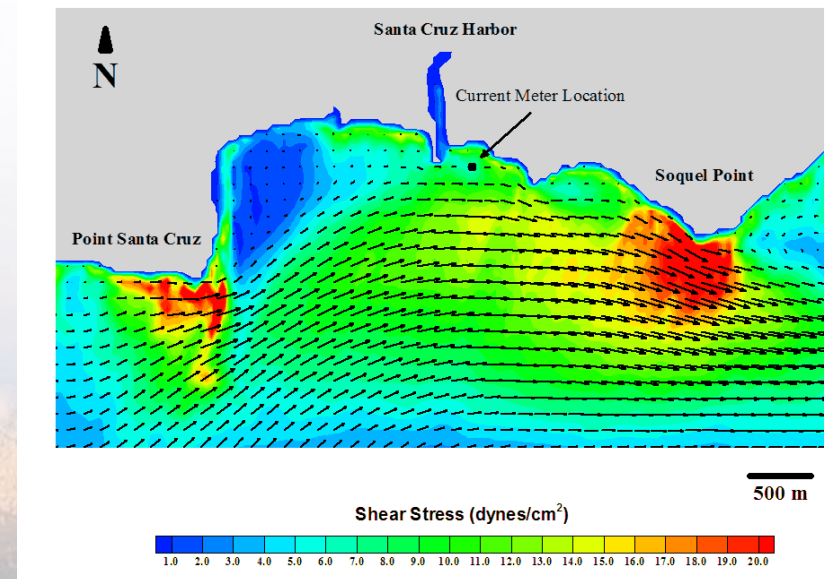 Santa Cruz Harbor
N
Current Meter Location
Soquel Point
Point Santa Cruz
500 m
Shear Stress (dynes/cm²)
1.0 2.0 3.0 4.0 5.0 6.0 7.0 8.0 9.0 10.0 11.0 12.0 13.0 14.0 15.0 16.0 17.0 18.0 19.0 20.0